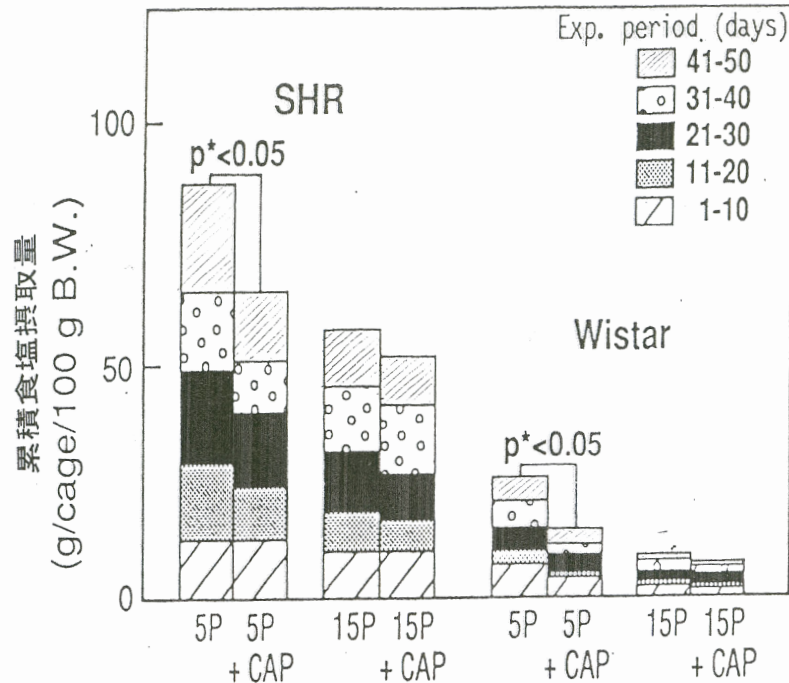 Exp. period. (days)
41-50
31-40
21-30
11-20
1-10
SHR
100
p*<0.05
累積食塩摂取量
(g/cage/100 g B.W.)
50
Wistar
p*<0.05
0
5P
5P
+ CAP
15P
15P
+ CAP
5P
5P
+ CAP
15P
15P
+ CAP